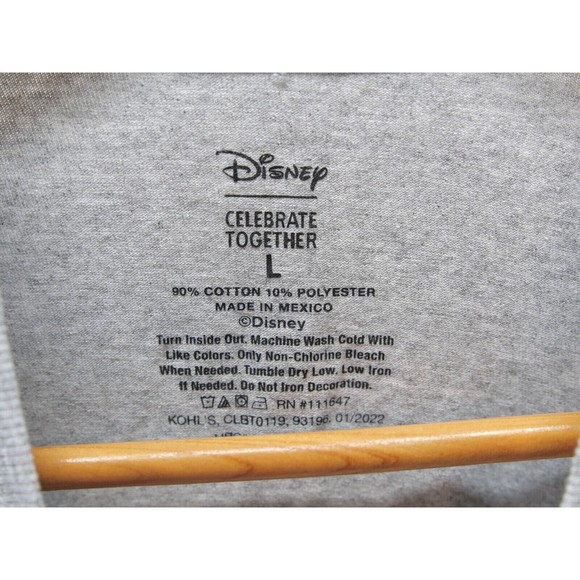 Disney
CELEBRATE
TOGETHER
L
90% COTTON 10% POLYESTER
MADE IN MEXICO
©Disney
Turn Inside Out. Machine Wash Cold With
Like Colors. Only Non-Chlorine Bleach
When Needed. Tumble Dry Low. Low Iron
If Needed. Do Not Iron Decoration.
RN #111647
KOHL'S, CLBT0119, 93196, 01/2022